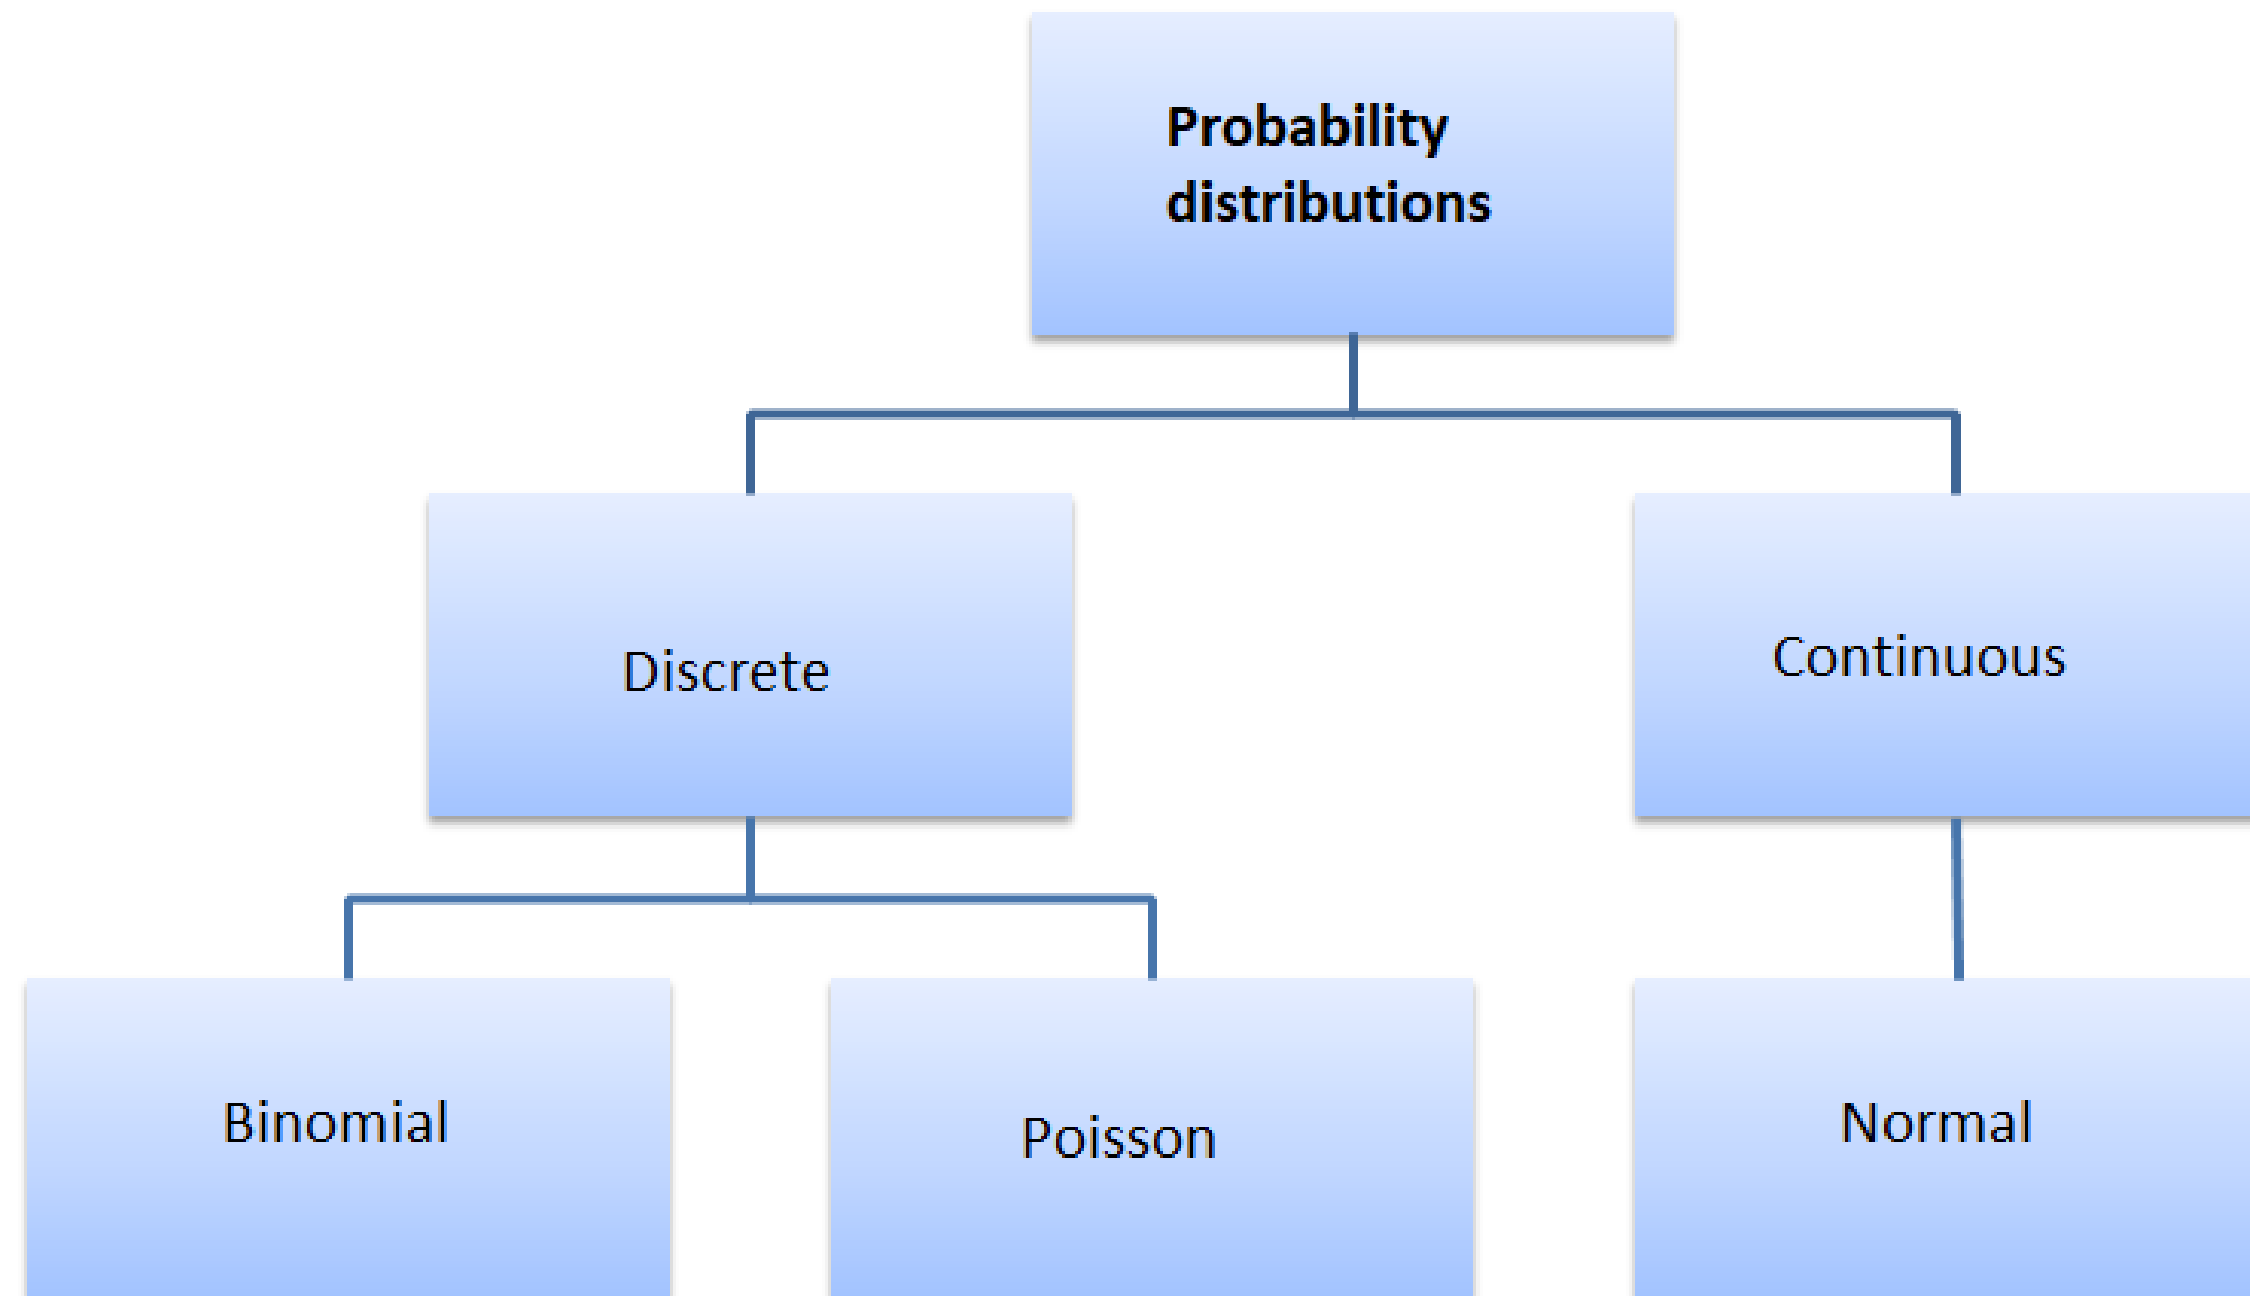 Probability
distributions
Discrete
Continuous
Binomial
Poisson
Normal